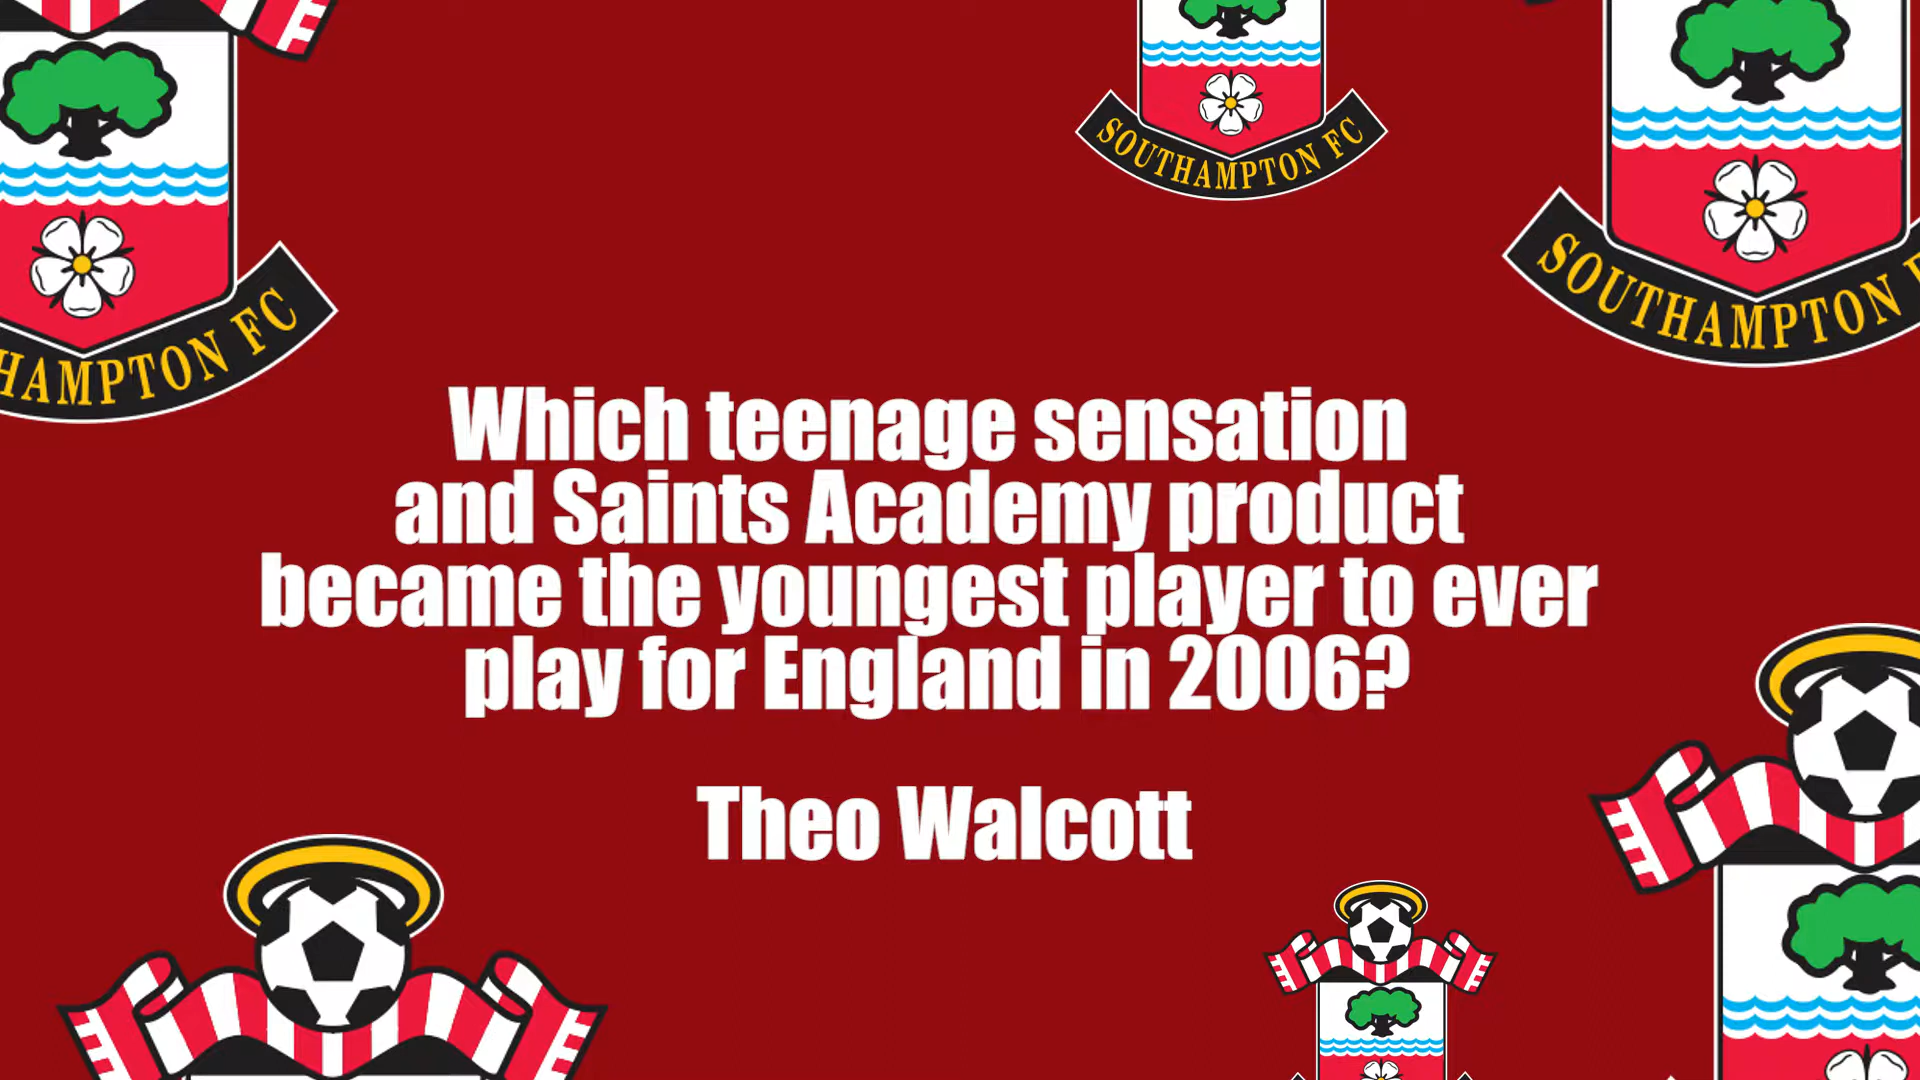 SOUTHAMPTON FC
SOUTHAMPTON F
HAMPTON FC
Which teenage sensation
and Saints Academy product
became the youngest player to ever
play for England in 2006?
Theo Walcott